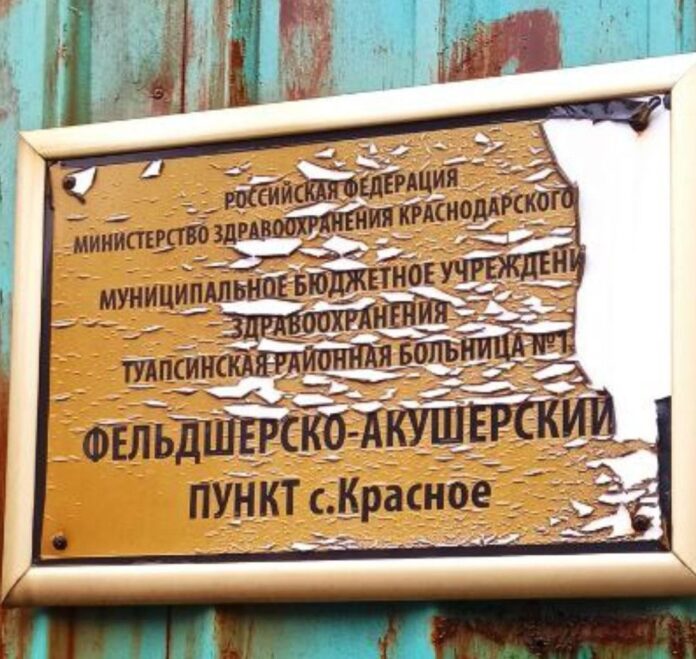 РОССИЙСКАЯ ФЕДЕРАЦИЯ
МИНИСТЕРСТВО ЗДРАВООХРАНЕНИЯ КРАСНОДАРСКОГО
МУНИЦИПАЛЬНОЕ БЮДЖЕТНОЕ УЧРЕЖДЕНИ
ЗДРАВООХРАНЕНИЯ
ТУАПСИНСКАЯ РАЙОННАЯ БОЛЬНИЦА №1
ФЕЛЬДШЕРСКО-АКУШЕРСКИЙ
ПУНКТ с.Красное